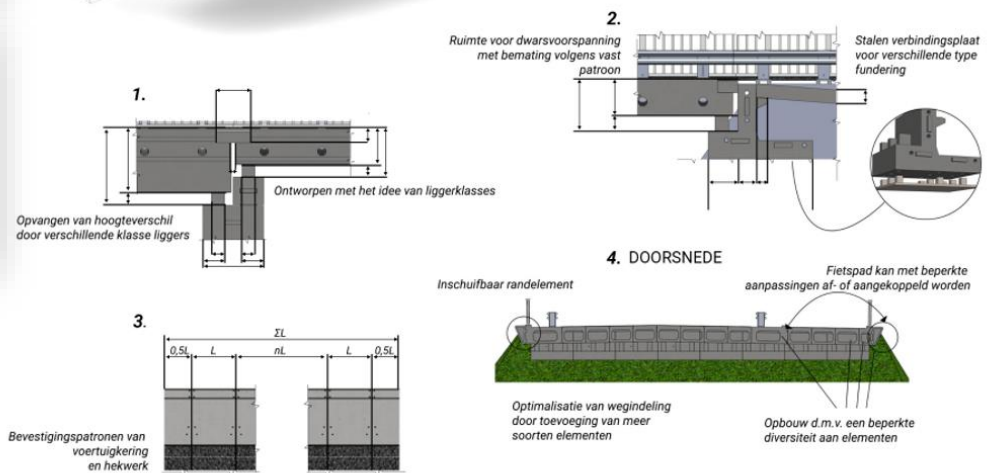 1.
Ontworpen met het idee van liggerklasses
Opvangen van hoogteverschil
door verschillende klasse liggers
2.
Ruimte voor dwarsvoorspanning
met bemating volgens vast
patroon
Stalen verbindingsplaat
voor verschillende type
fundering
3.
ΣL
0,5L L nL L 0,5L
Bevestigingspatronen van
voertuigkering
en hekwerk
4. DOORSNEDE
Inschuifbaar randelement
Fietspad kan met beperkte
aanpassingen af- of aangekoppeld worden
Optimalisatie van wegindeling
door toevoeging van meer
soorten elementen
Opbouw d.m.v. een beperkte
diversiteit aan elementen